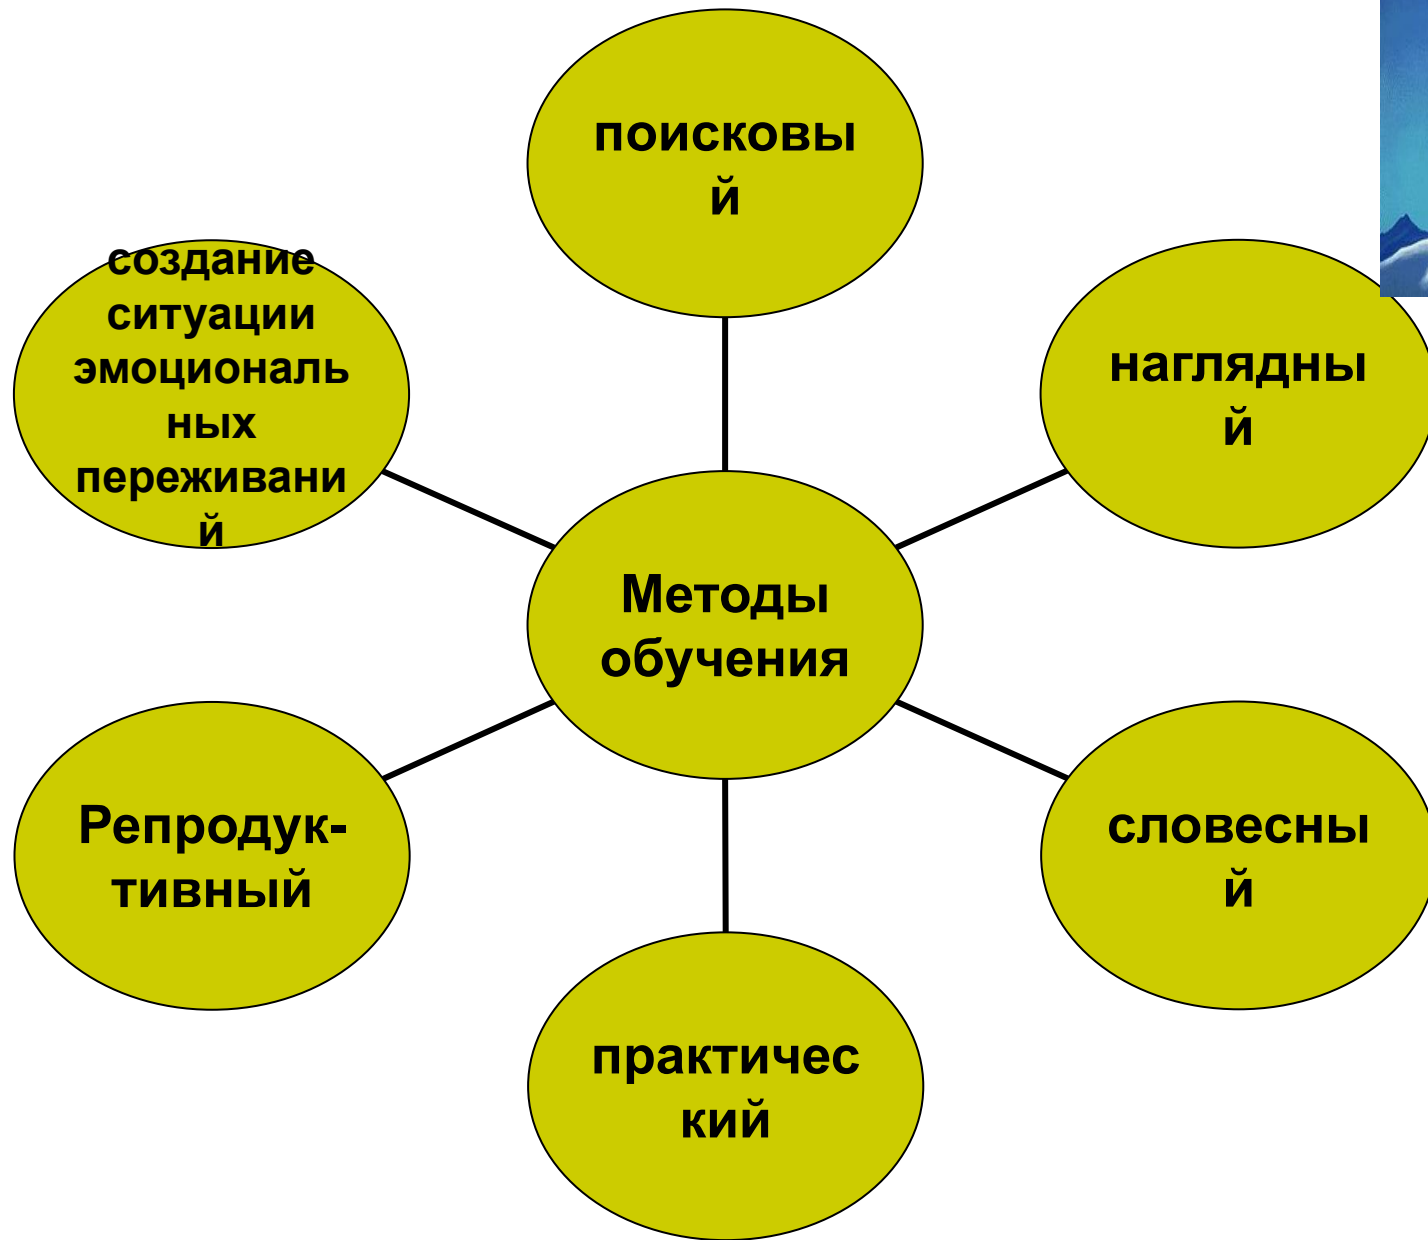 поисковы
й
создание
ситуации
эмоциональ
ных
переживани
й
наглядны
й
Методы
обучения
Репродук-
тивный
словесны
й
практичес
кий